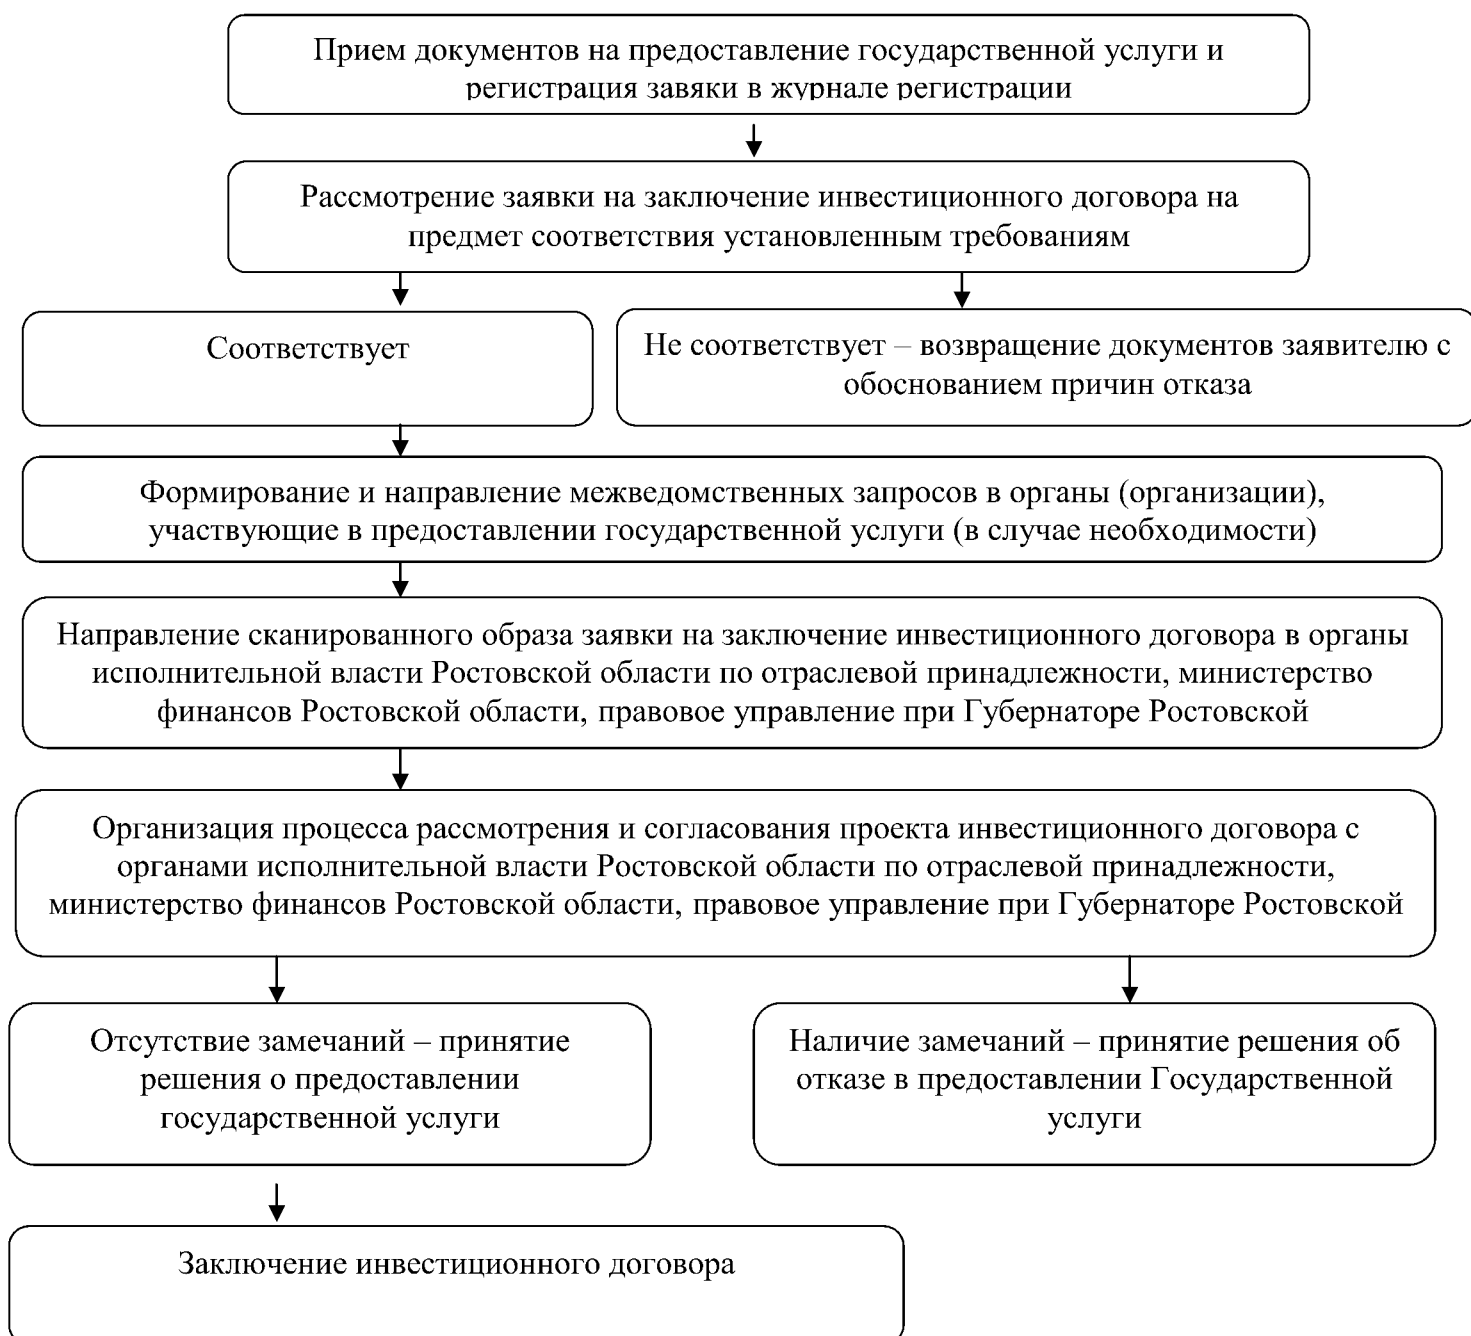 Прием документов на предоставление государственной услуги и
регистрация завяки в журнале регистрации
Рассмотрение заявки на заключение инвестиционного договора на
предмет соответствия установленным требованиям
Соответствует
Не соответствует – возвращение документов заявителю с
обоснованием причин отказа
Формирование и направление межведомственных запросов в органы (организации),
участвующие в предоставлении государственной услуги (в случае необходимости)
Направление сканированного образа заявки на заключение инвестиционного договора в органы
исполнительной власти Ростовской области по отраслевой принадлежности, министерство
финансов Ростовской области, правовое управление при Губернаторе Ростовской
Организация процесса рассмотрения и согласования проекта инвестиционного договора с
органами исполнительной власти Ростовской области по отраслевой принадлежности,
министерство финансов Ростовской области, правовое управление при Губернаторе Ростовской
Отсутствие замечаний – принятие
решения о предоставлении
государственной услуги
Наличие замечаний – принятие решения об
отказе в предоставлении Государственной
услуги
Заключение инвестиционного договора